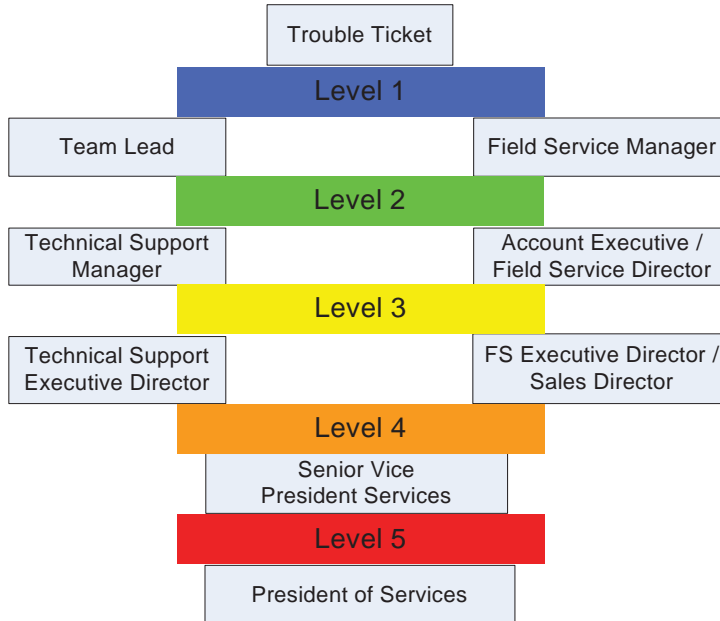 Trouble Ticket
Level 1
Team Lead
Field Service Manager
Level 2
Technical Support
Manager
Account Executive /
Field Service Director
Level 3
Technical Support
Executive Director
FS Executive Director /
Sales Director
Level 4
Senior Vice
President Services
Level 5
President of Services